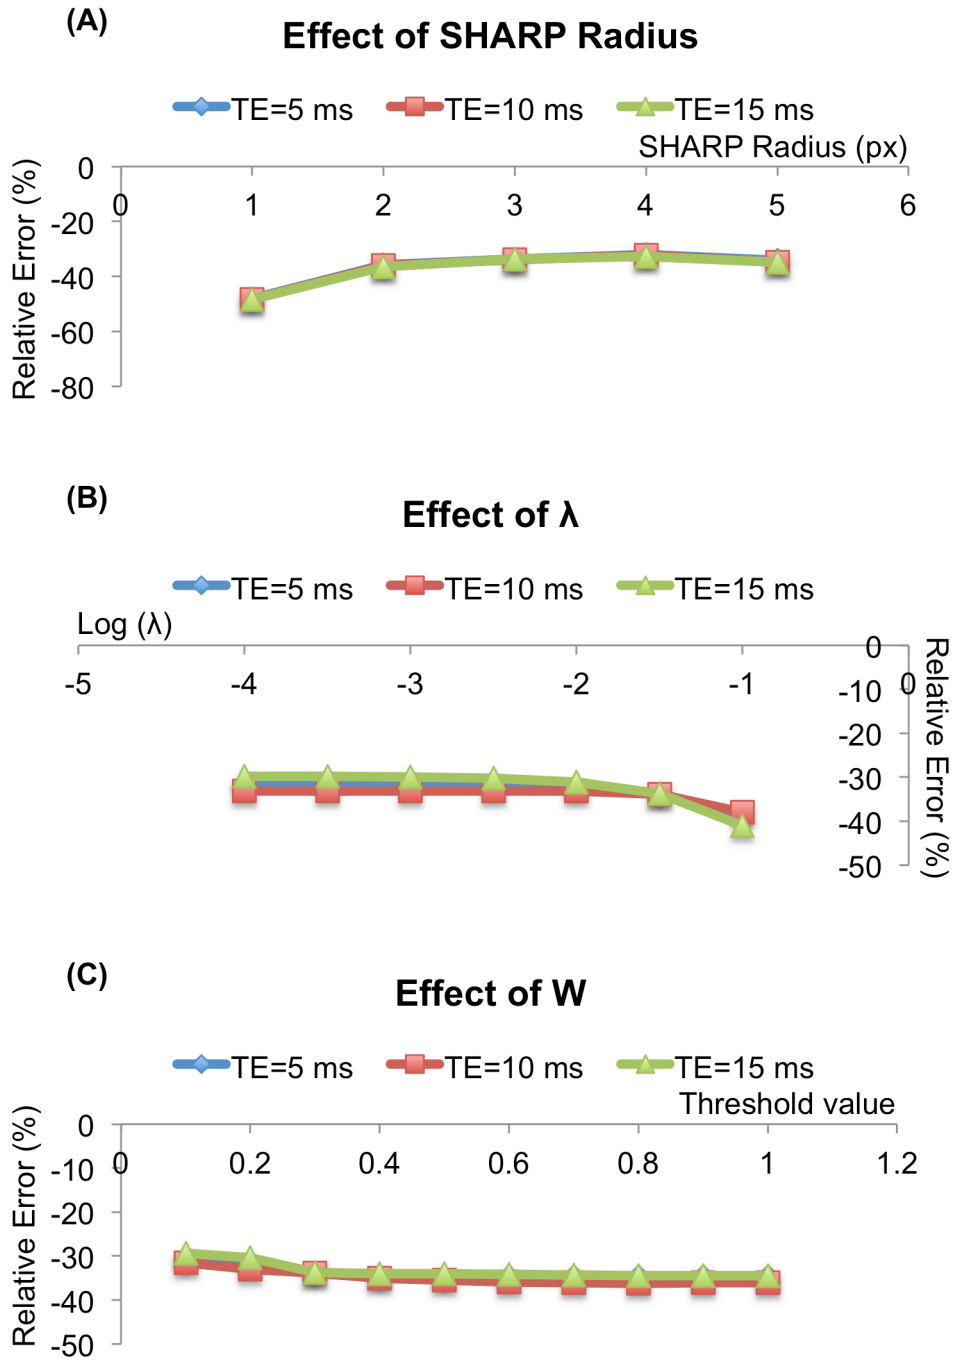 (A)
Effect of SHARP Radius
TE=5 ms TE=10 ms TE=15 ms
SHARP Radius (px)
Relative Error (%)
0
0 1 2 3 4 5 6
-20
-40
-60
-80
(B)
Effect of λ
TE=5 ms TE=10 ms TE=15 ms
Log (λ)
-5 -4 -3 -2 -1 0
Relative Error (%)
0
-10
-20
-30
-40
-50
(C)
Effect of W
TE=5 ms TE=10 ms TE=15 ms
Threshold value
Relative Error (%)
0
0 0.2 0.4 0.6 0.8 1 1.2
-10
-20
-30
-40
-50